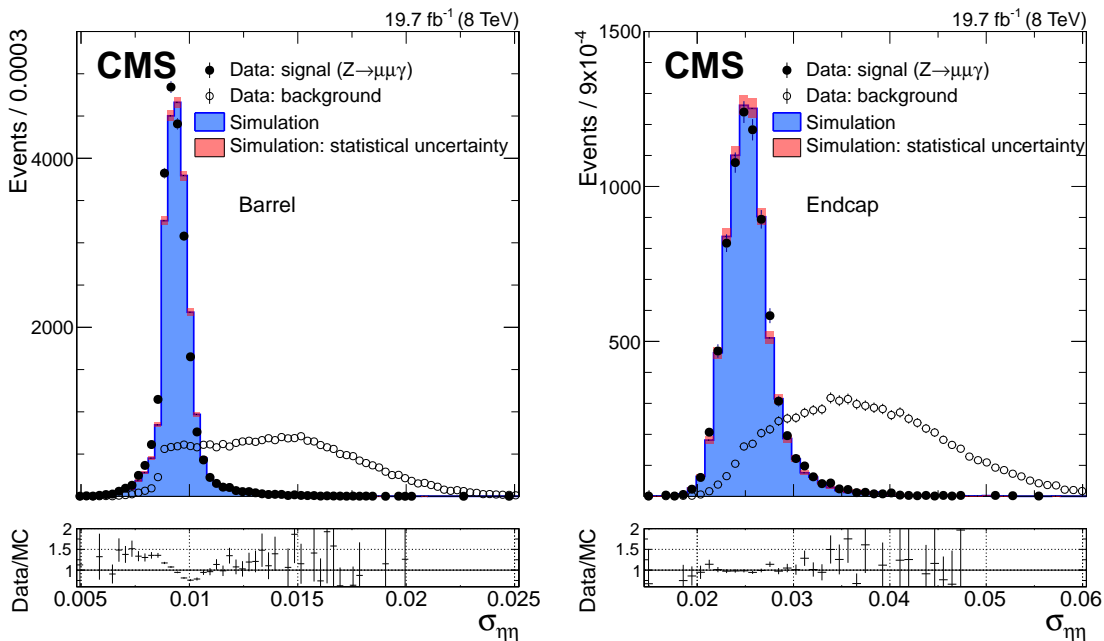 19.7 fb⁻¹ (8 TeV)
CMS
Data: signal (Z→μμγ)
Data: background
Simulation
Simulation: statistical uncertainty
Barrel
Events / 0.0003
4000
2000
Data/MC
2
1.5
1
0.005 0.01 0.015 0.02 0.025
σηη
19.7 fb⁻¹ (8 TeV)
CMS
Data: signal (Z→μμγ)
Data: background
Simulation
Simulation: statistical uncertainty
Endcap
Events / 9x10⁻⁴
1500
1000
500
0
Data/MC
2
1.5
1
0.02 0.03 0.04 0.05 0.06
σηη